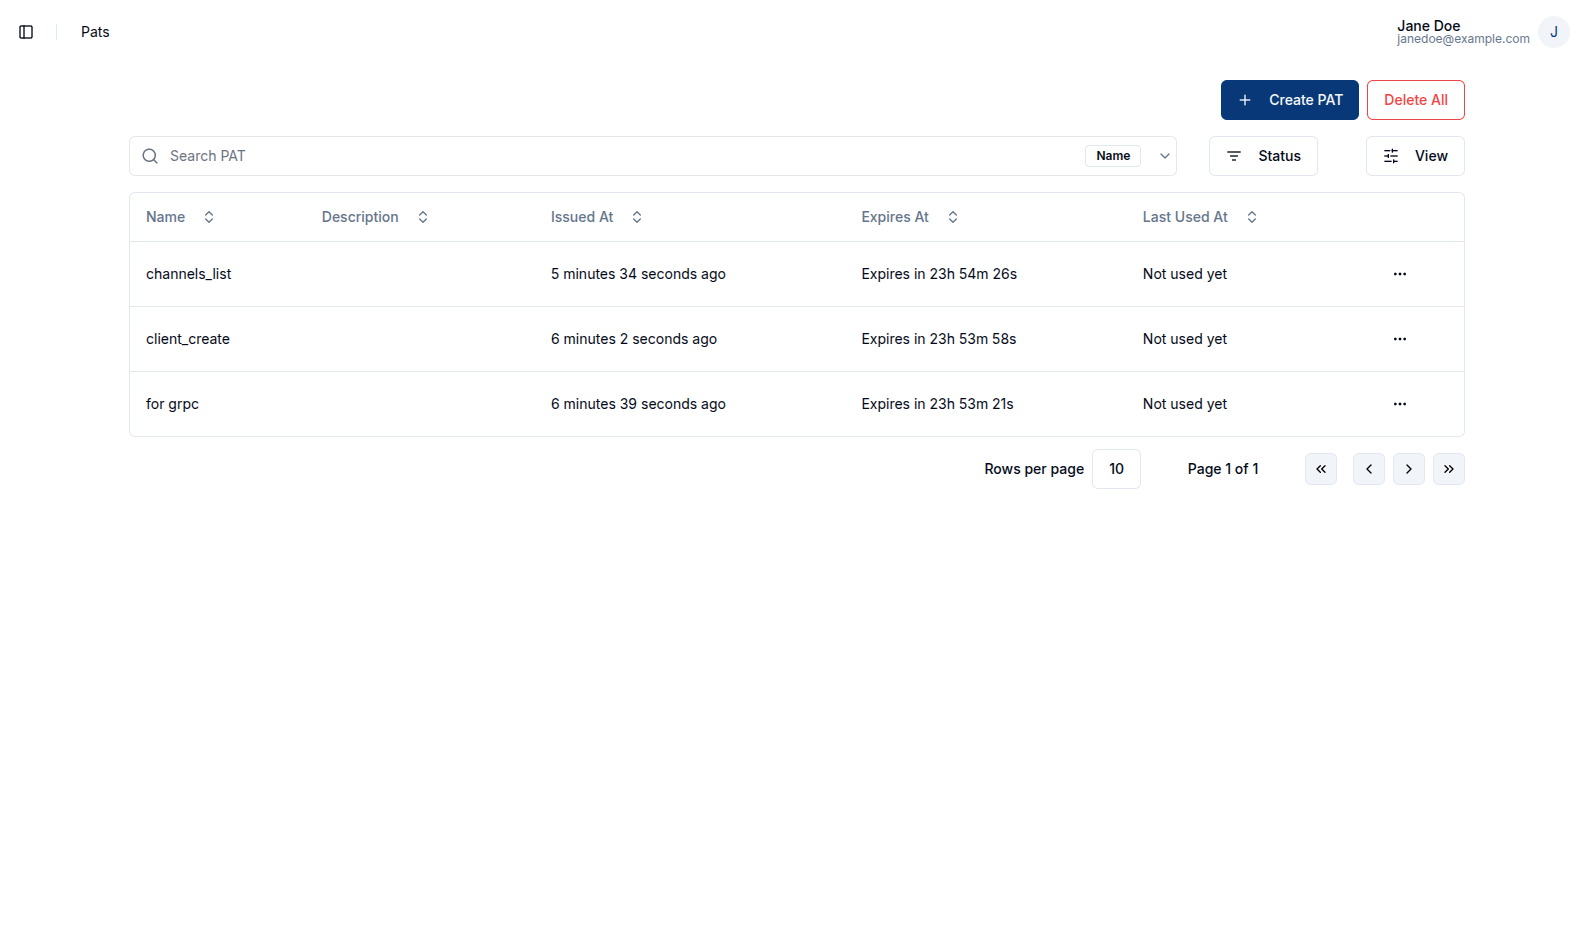 Pats
Jane Doe
janedoe@example.com
J
Create PAT
Delete All
Search PAT
Name
Status
View
Name Description Issued At Expires At Last Used At
channels_list 5 minutes 34 seconds ago Expires in 23h 54m 26s Not used yet
client_create 6 minutes 2 seconds ago Expires in 23h 53m 58s Not used yet
for grpc 6 minutes 39 seconds ago Expires in 23h 53m 21s Not used yet
Rows per page 10 Page 1 of 1